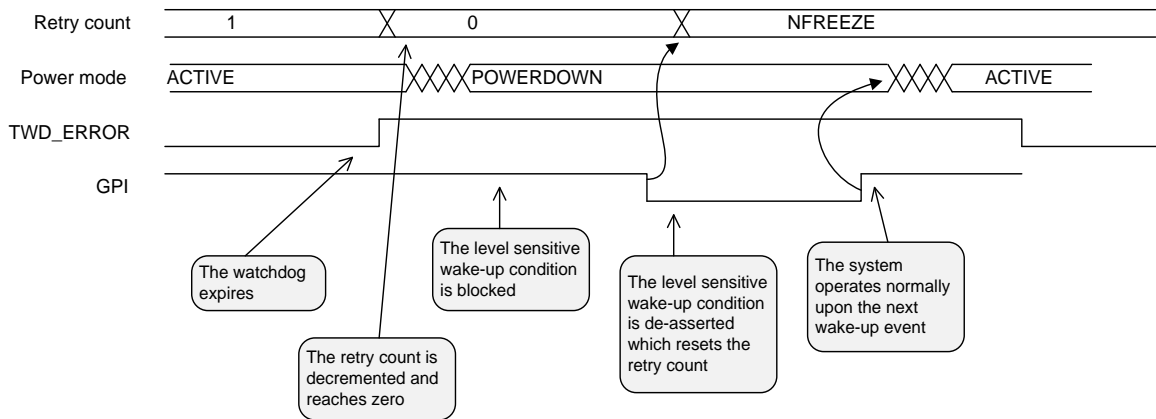 Retry count
1
0
NFREEZE
Power mode
ACTIVE
POWERDOWN
ACTIVE
TWD_ERROR
GPI
The watchdog
expires
The retry count is
decremented and
reaches zero
The level sensitive
wake-up condition
is blocked
The level sensitive
wake-up condition
is de-asserted
which resets the
retry count
The system
operates normally
upon the next
wake-up event